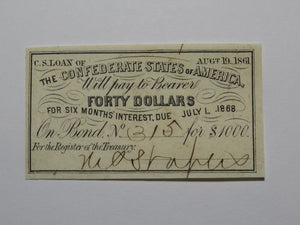 C.S. LOAN OF AUGT 19, 1861
THE CONFEDERATE STATES OF AMERICA,
Will pay to Bearer
FORTY DOLLARS
FOR SIX MONTHS' INTEREST, DUE JULY 1, 1868
On Bond, No. 315 for $1000.
For the Register of the Treasury.